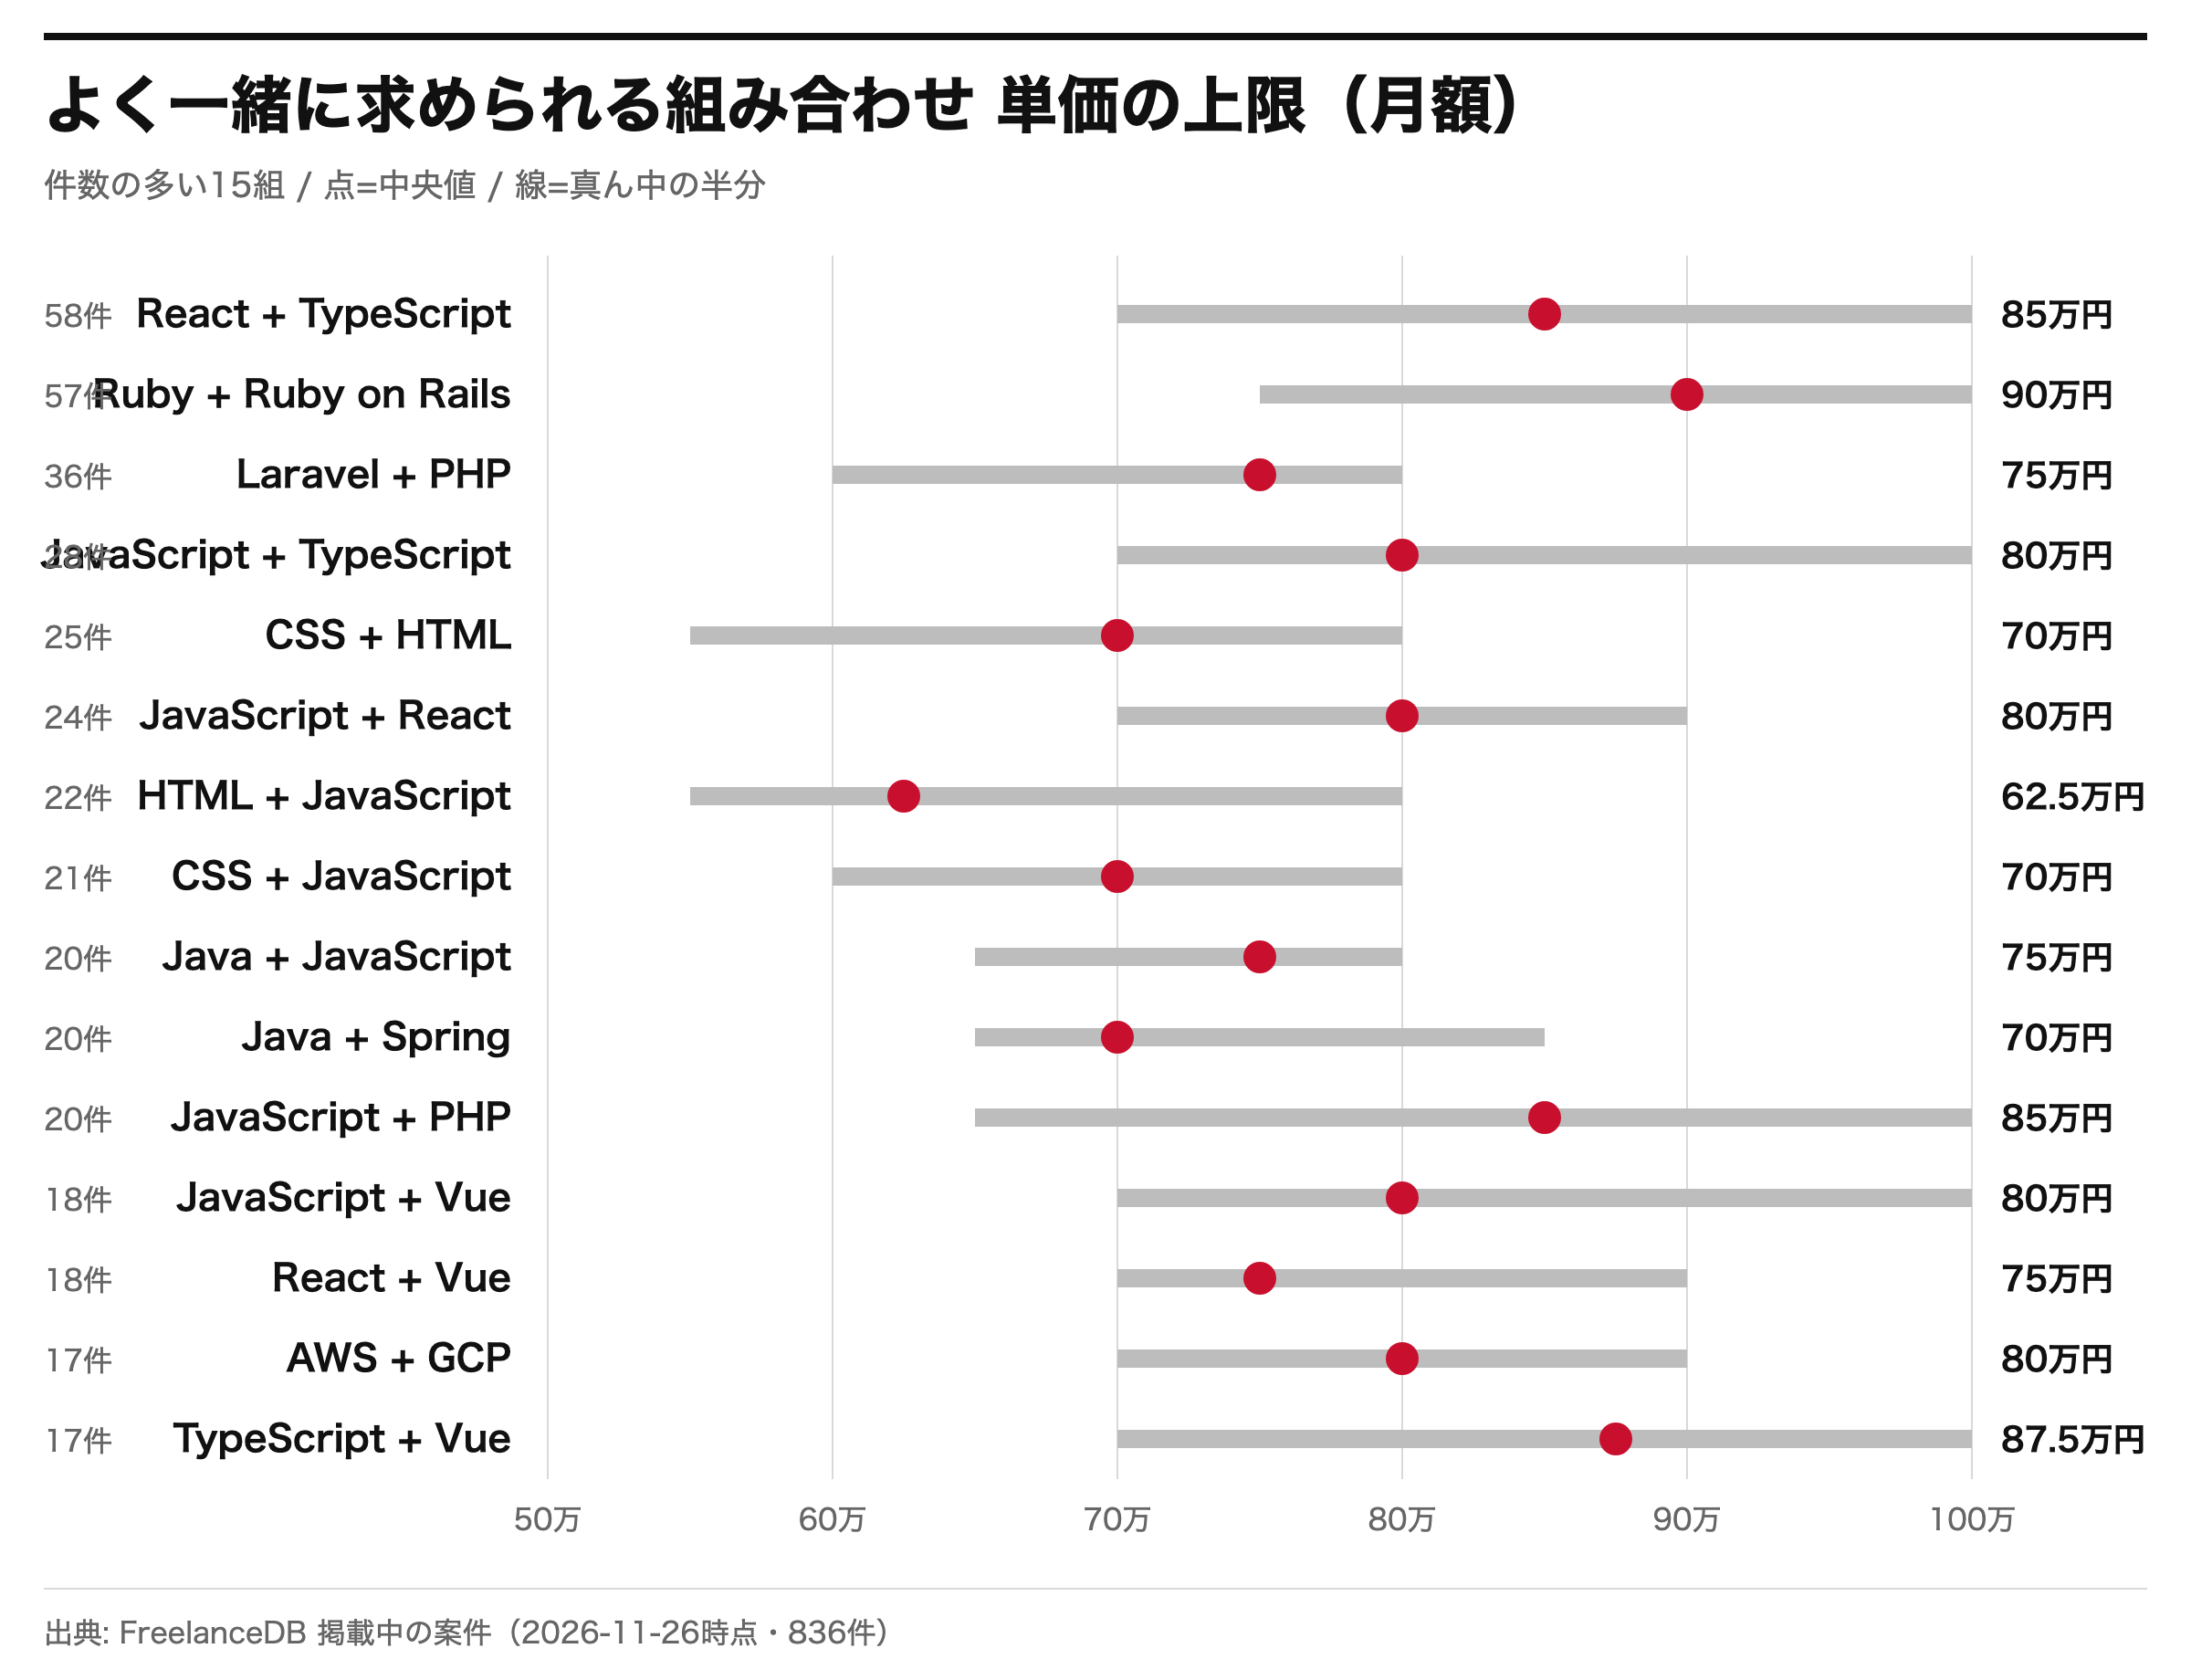 よく一緒に求められる組み合わせ 単価の上限（月額）
件数の多い15組 / 点=中央値 / 線=真ん中の半分
58件 React + TypeScript 85万円
57件 Ruby + Ruby on Rails 90万円
36件 Laravel + PHP 75万円
28件 JavaScript + TypeScript 80万円
25件 CSS + HTML 70万円
24件 JavaScript + React 80万円
22件 HTML + JavaScript 62.5万円
21件 CSS + JavaScript 70万円
20件 Java + JavaScript 75万円
20件 Java + Spring 70万円
20件 JavaScript + PHP 85万円
18件 JavaScript + Vue 80万円
18件 React + Vue 75万円
17件 AWS + GCP 80万円
17件 TypeScript + Vue 87.5万円
50万 60万 70万 80万 90万 100万
出典: FreelanceDB 掲載中の案件（2026-11-26時点・836件）